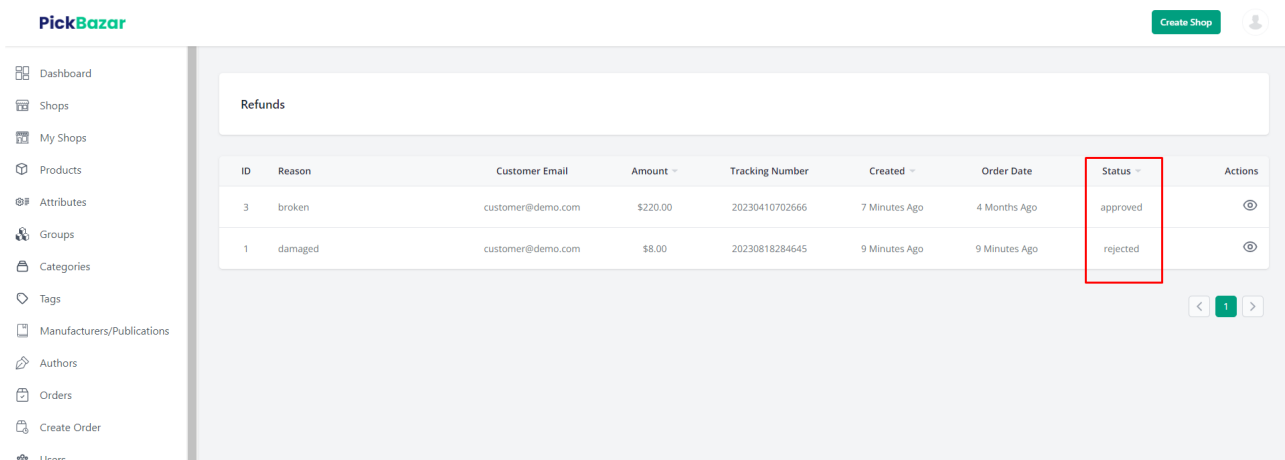 PickBazar
Create Shop
Dashboard
Shops
My Shops
Products
Attributes
Groups
Categories
Tags
Manufacturers/Publications
Authors
Orders
Create Order
Users
Refunds
ID Reason Customer Email Amount Tracking Number Created Order Date Status Actions
3 broken customer@demo.com $220.00 20230410702666 7 Minutes Ago 4 Months Ago approved
1 damaged customer@demo.com $8.00 20230818284645 9 Minutes Ago 9 Minutes Ago rejected
1